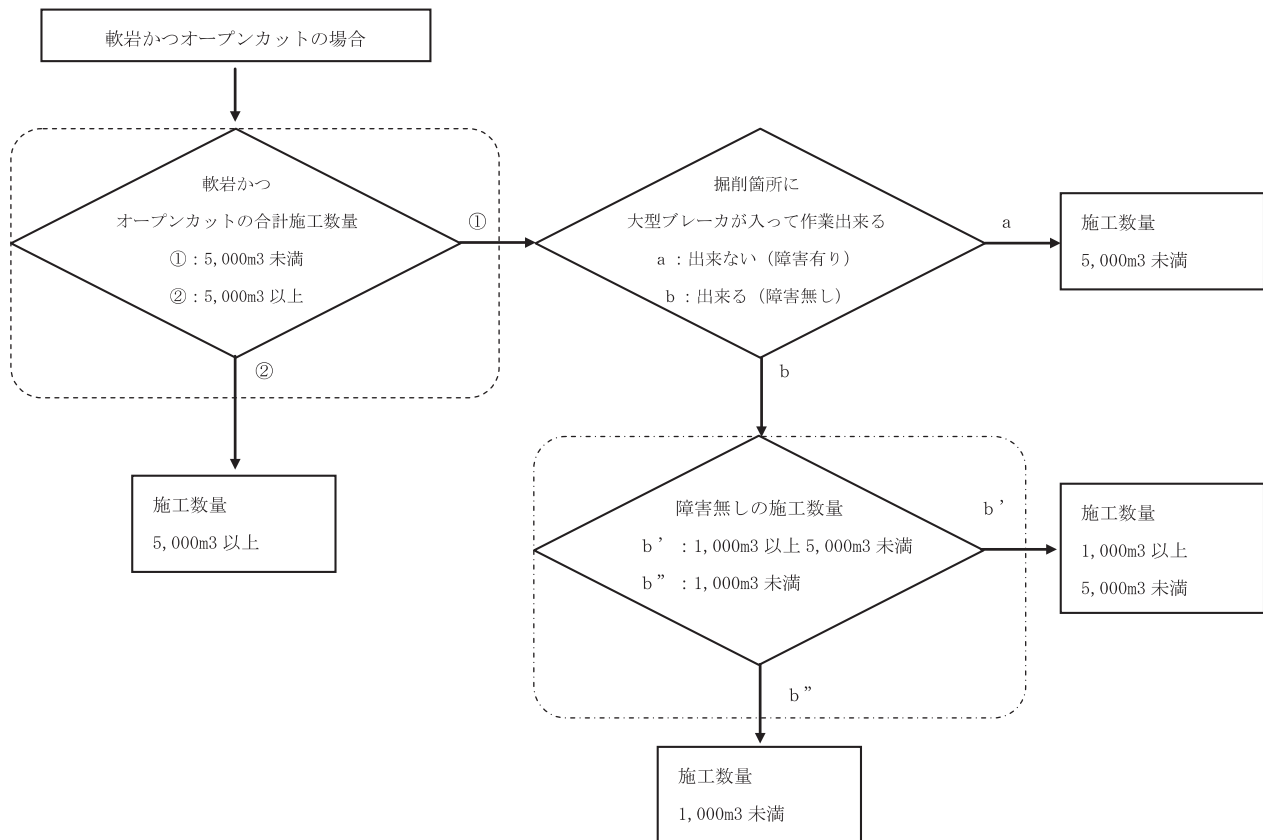 軟岩かつオープンカットの場合
軟岩かつ
オープンカットの合計施工数量
①：5,000m3 未満
②：5,000m3 以上
①
②
掘削箇所に
大型ブレーカが入って作業出来る
a ：出来ない（障害有り）
b ：出来る（障害無し）
a
施工数量
5,000m3 未満
b
施工数量
5,000m3 以上
障害無しの施工数量
b’ ：1,000m3 以上 5,000m3 未満
b” ：1,000m3 未満
b’
施工数量
1,000m3 以上
5,000m3 未満
b”
施工数量
1,000m3 未満